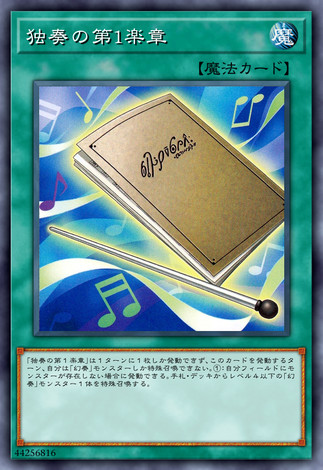 独奏の第1楽章
魔
【魔法カード】
「独奏の第１楽章」は１ターンに１枚しか発動できず、このカードを発動するター
ン、自分は「幻奏」モンスターしか特殊召喚できない。①：自分フィールドにモ
ンスターが存在しない場合に発動できる。手札・デッキからレベル４以下の「幻
奏」モンスター１体を特殊召喚する。
44256816